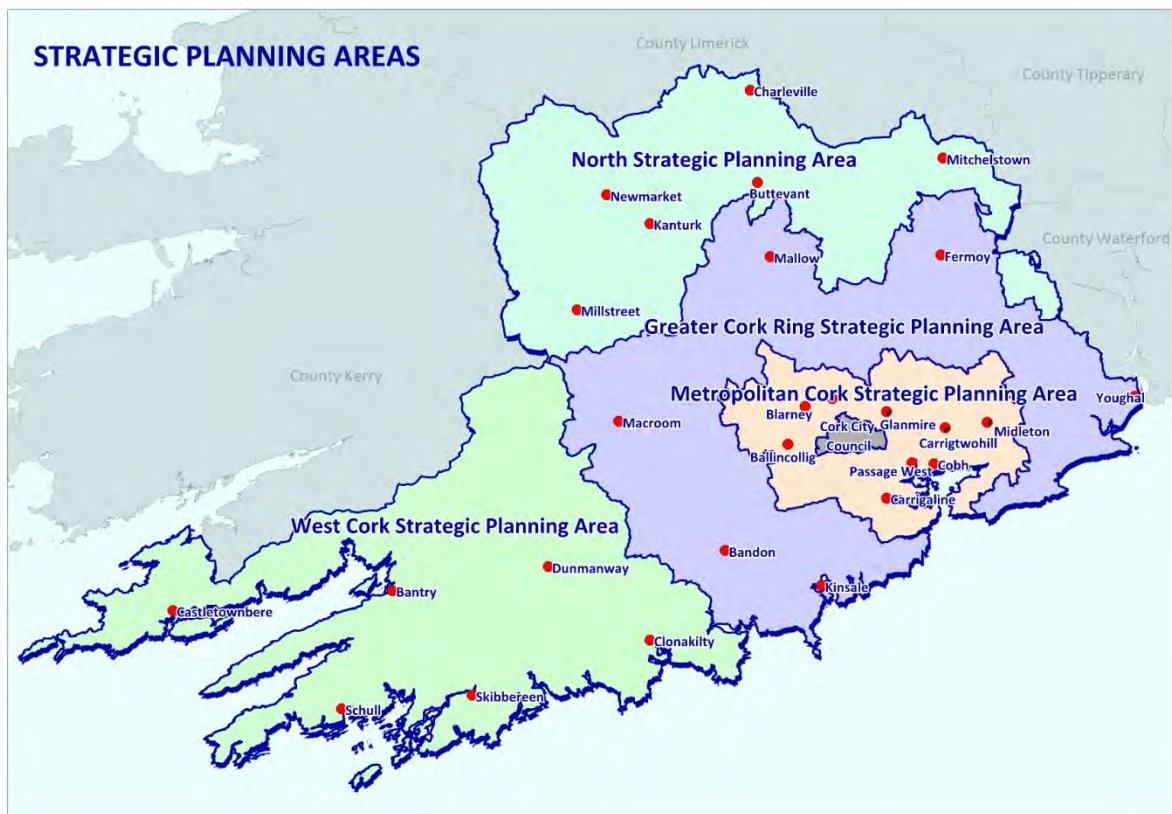 STRATEGIC PLANNING AREAS
County Limerick
County Tipperary
Charleville
North Strategic Planning Area
Mitchelstown
Newmarket
Buttevant
Kanturk
County Waterford
Mallow
Fermoy
Millstreet
Greater Cork Ring Strategic Planning Area
County Kerry
Metropolitan Cork Strategic Planning Area
Youghal
Blarney
Macroom
Cork City
Council
Glanmire
Midleton
Carrigtwohill
Ballincollig
Passage West
Cobh
Carrigaline
West Cork Strategic Planning Area
Bandon
Dunmanway
Kinsale
Bantry
Castletownbere
Clonakilty
Skibbereen
Schull